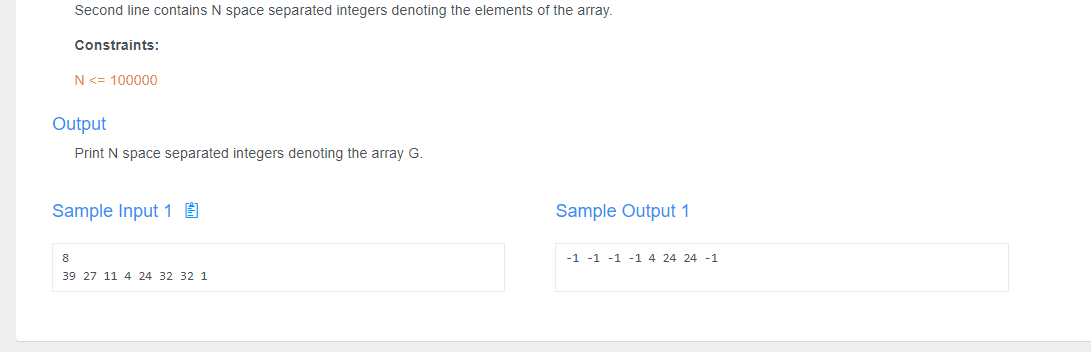 Second line contains N space separated integers denoting the elements of the array.
Constraints:
N <= 100000
Output
Print N space separated integers denoting the array G.
Sample Input 1
8
39 27 11 4 24 32 32 1
Sample Output 1
-1 -1 -1 -1 4 24 24 -1